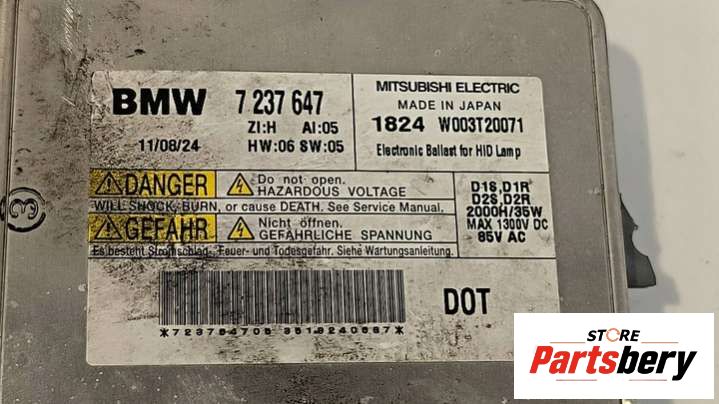 BMW 7 237 647
MITSUBISHI ELECTRIC
MADE IN JAPAN
11/08/24
ZI:H AI:05
HW:06 SW:05
1824 W003T20071
Electronic Ballast for HID Lamp
DANGER
Do not open.
HAZARDOUS VOLTAGE
WILL SHOCK, BURN, or cause DEATH. See Service Manual.
GEFAHR
Nicht öffnen.
GEFÄHRLICHE SPANNUNG
Es besteht Stromschlag-, Feuer- und Todesgefahr. Siehe Wartungsanleitung.
D1S,D1R
D2S,D2R
2000H/35W
MAX 1300V DC
85V AC
DOT
STORE
Partsbery